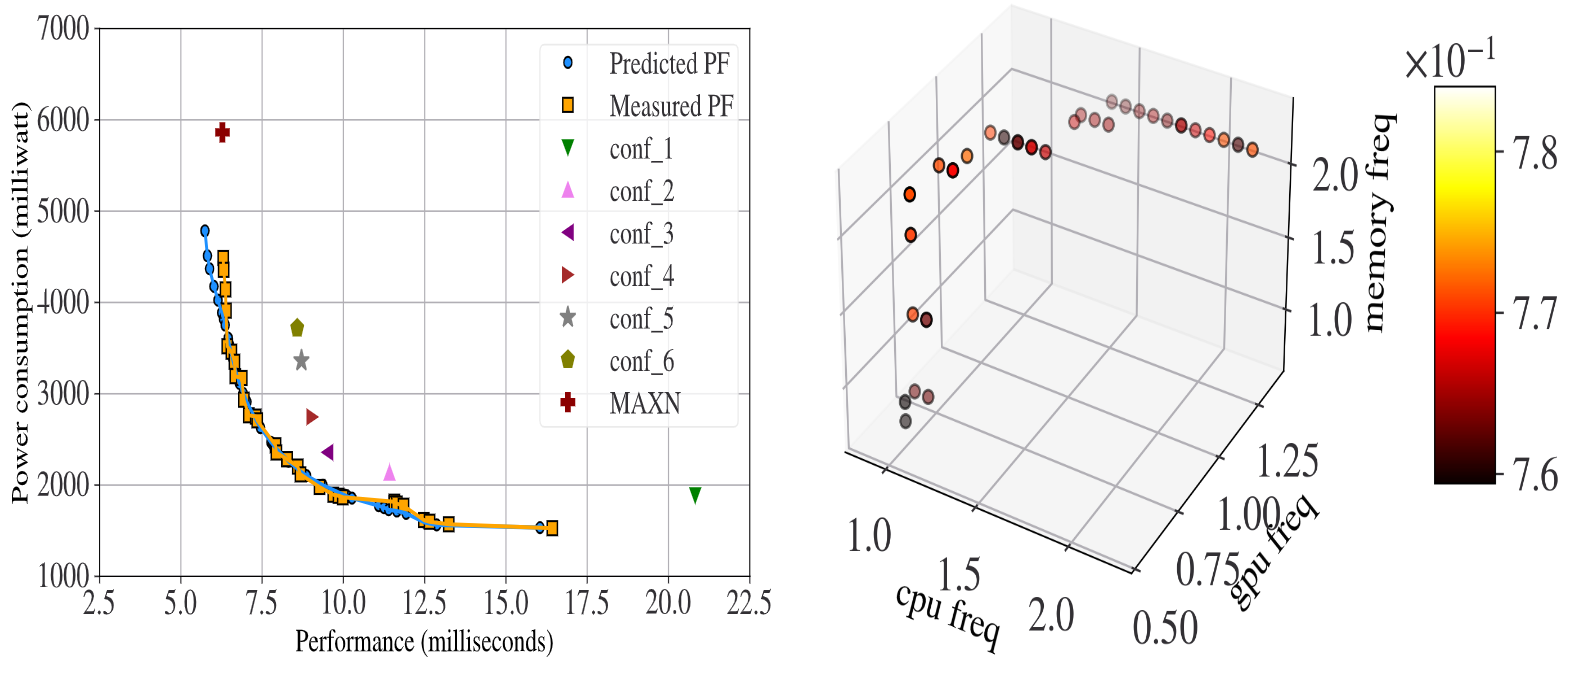 7000
6000
5000
4000
3000
2000
1000
Power consumption (milliwatt)
2.5 5.0 7.5 10.0 12.5 15.0 17.5 20.0 22.5
Performance (milliseconds)
Predicted PF
Measured PF
conf_1
conf_2
conf_3
conf_4
conf_5
conf_6
MAXN
1.0
1.5
2.0
cpu freq
0.50
0.75
1.00
1.25
gpu freq
2.0
1.5
1.0
memory freq
×10⁻¹
7.8
7.7
7.6